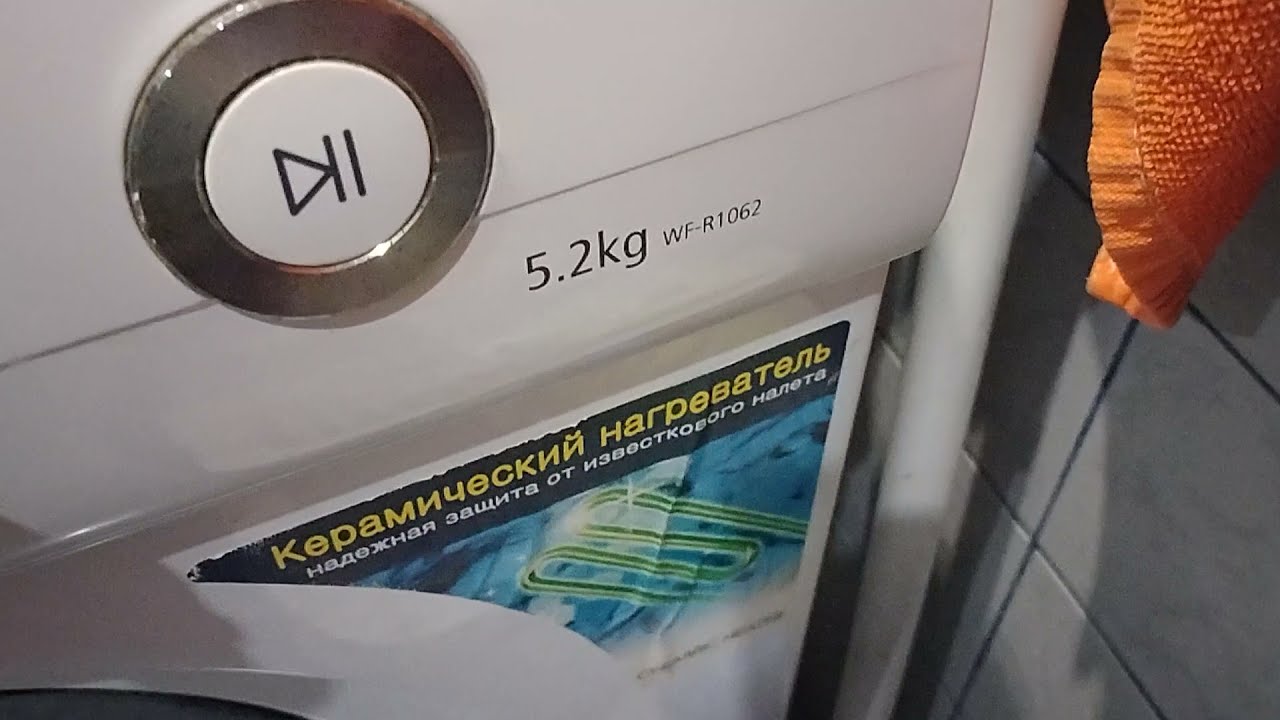 5.2kg WF-R1062
Керамический нагреватель
надежная защита от известкового налета